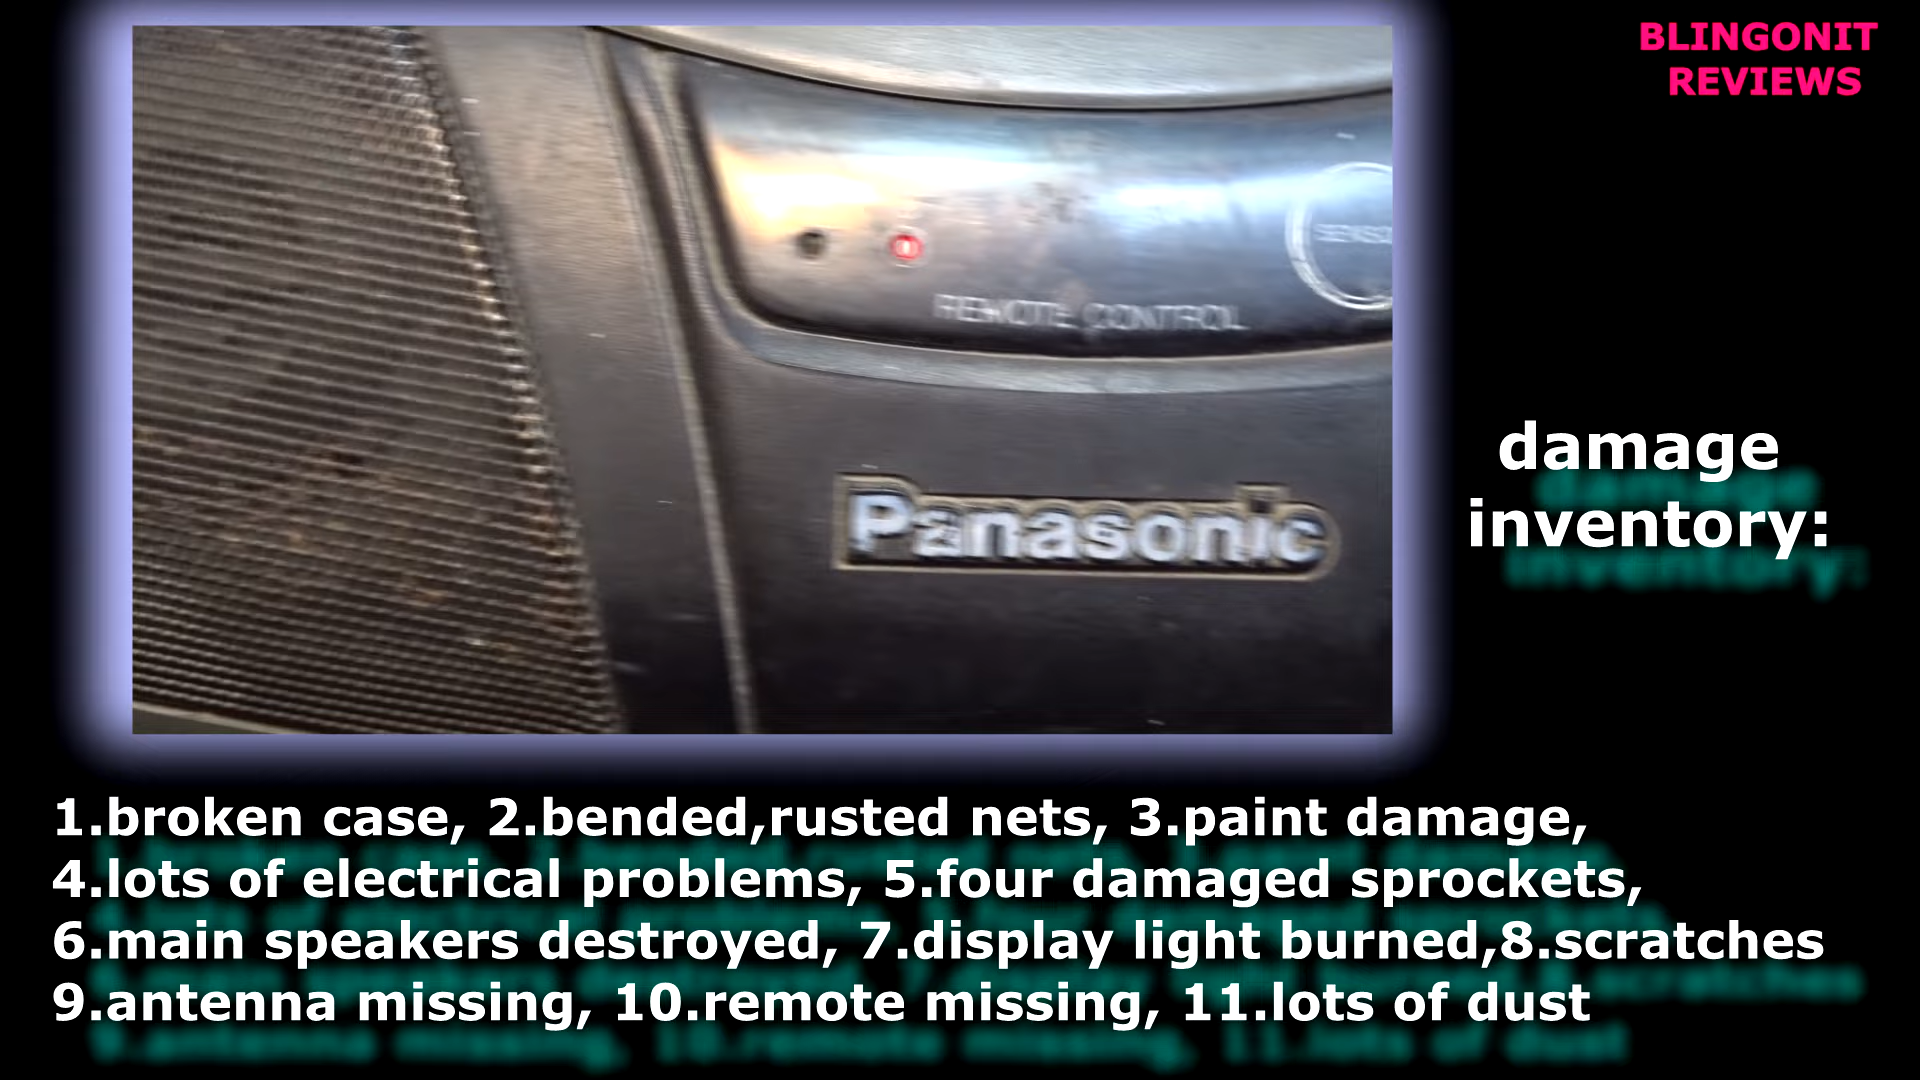 BLINGONIT
REVIEWS
REMOTE CONTROL
Panasonic
damage
inventory:
1.broken case, 2.bended,rusted nets, 3.paint damage,
4.lots of electrical problems, 5.four damaged sprockets,
6.main speakers destroyed, 7.display light burned,8.scratches
9.antenna missing, 10.remote missing, 11.lots of dust